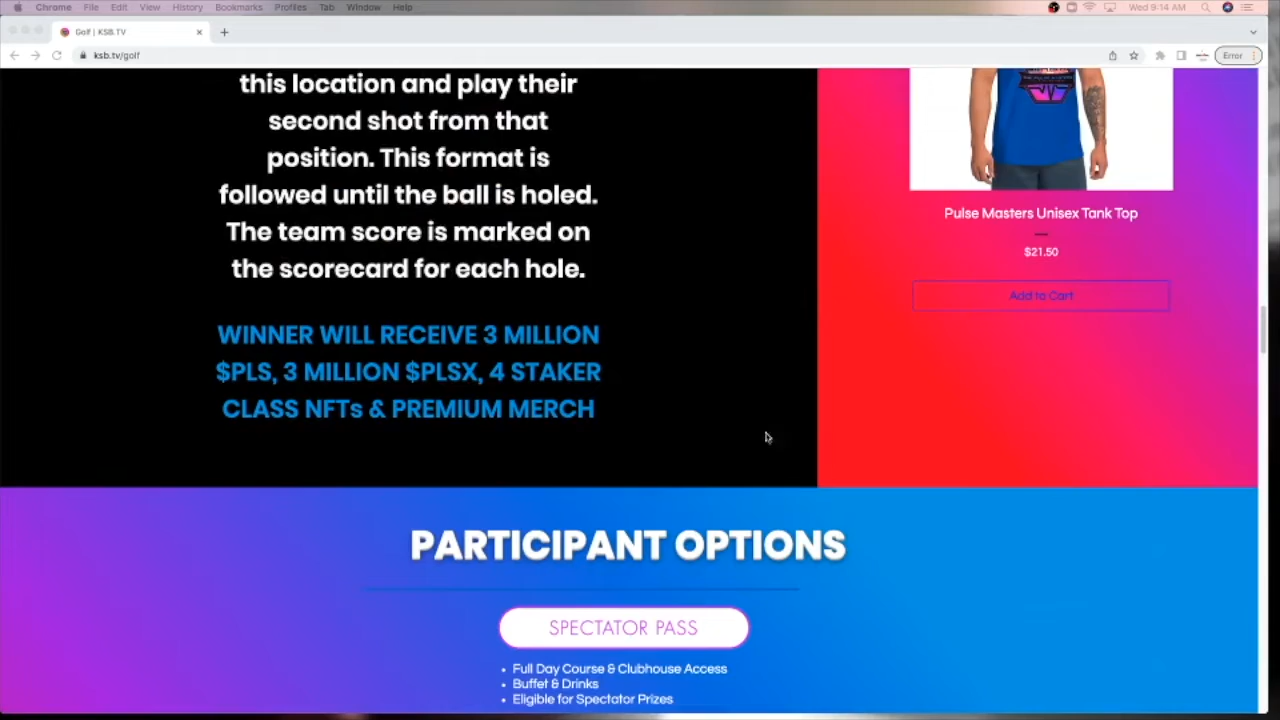 Chrome File Edit View History Bookmarks Profiles Tab Window Help
Wed 9:14 AM
Golf | KSB.TV
ksb.tv/golf
Error
this location and play their
second shot from that
position. This format is
followed until the ball is holed.
The team score is marked on
the scorecard for each hole.
WINNER WILL RECEIVE 3 MILLION
$PLS, 3 MILLION $PLSX, 4 STAKER
CLASS NFTs & PREMIUM MERCH
Pulse Masters Unisex Tank Top
$21.50
Add to Cart
PARTICIPANT OPTIONS
SPECTATOR PASS
• Full Day Course & Clubhouse Access
• Buffet & Drinks
• Eligible for Spectator Prizes